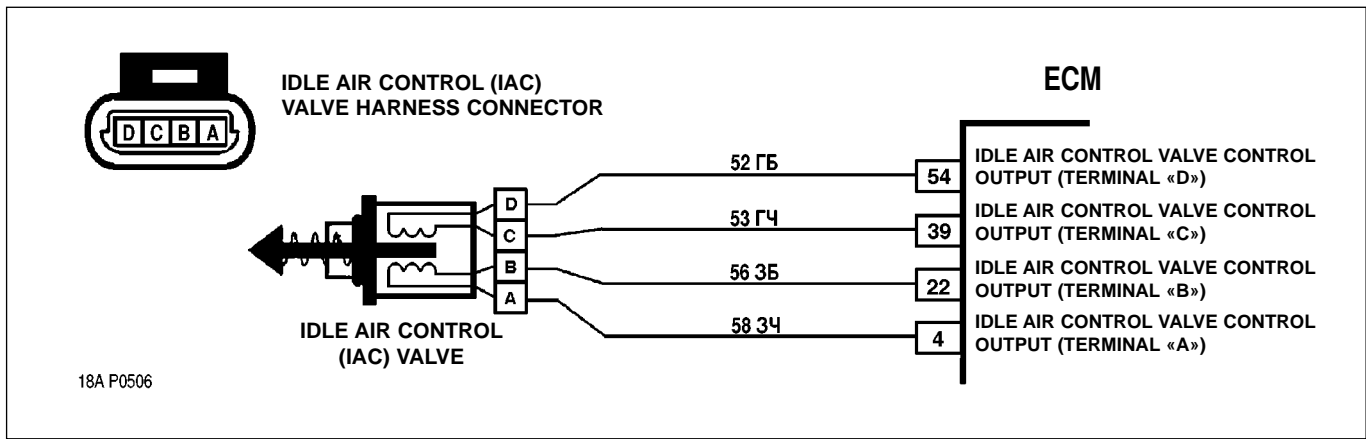 IDLE AIR CONTROL (IAC)
VALVE HARNESS CONNECTOR
D C B A
ECM
52 ГБ
54
IDLE AIR CONTROL VALVE CONTROL
OUTPUT (TERMINAL «D»)
D
53 ГЧ
39
IDLE AIR CONTROL VALVE CONTROL
OUTPUT (TERMINAL «C»)
C
56 ЗБ
22
IDLE AIR CONTROL VALVE CONTROL
OUTPUT (TERMINAL «B»)
B
58 ЗЧ
4
IDLE AIR CONTROL VALVE CONTROL
OUTPUT (TERMINAL «A»)
A
IDLE AIR CONTROL
(IAC) VALVE
18A P0506